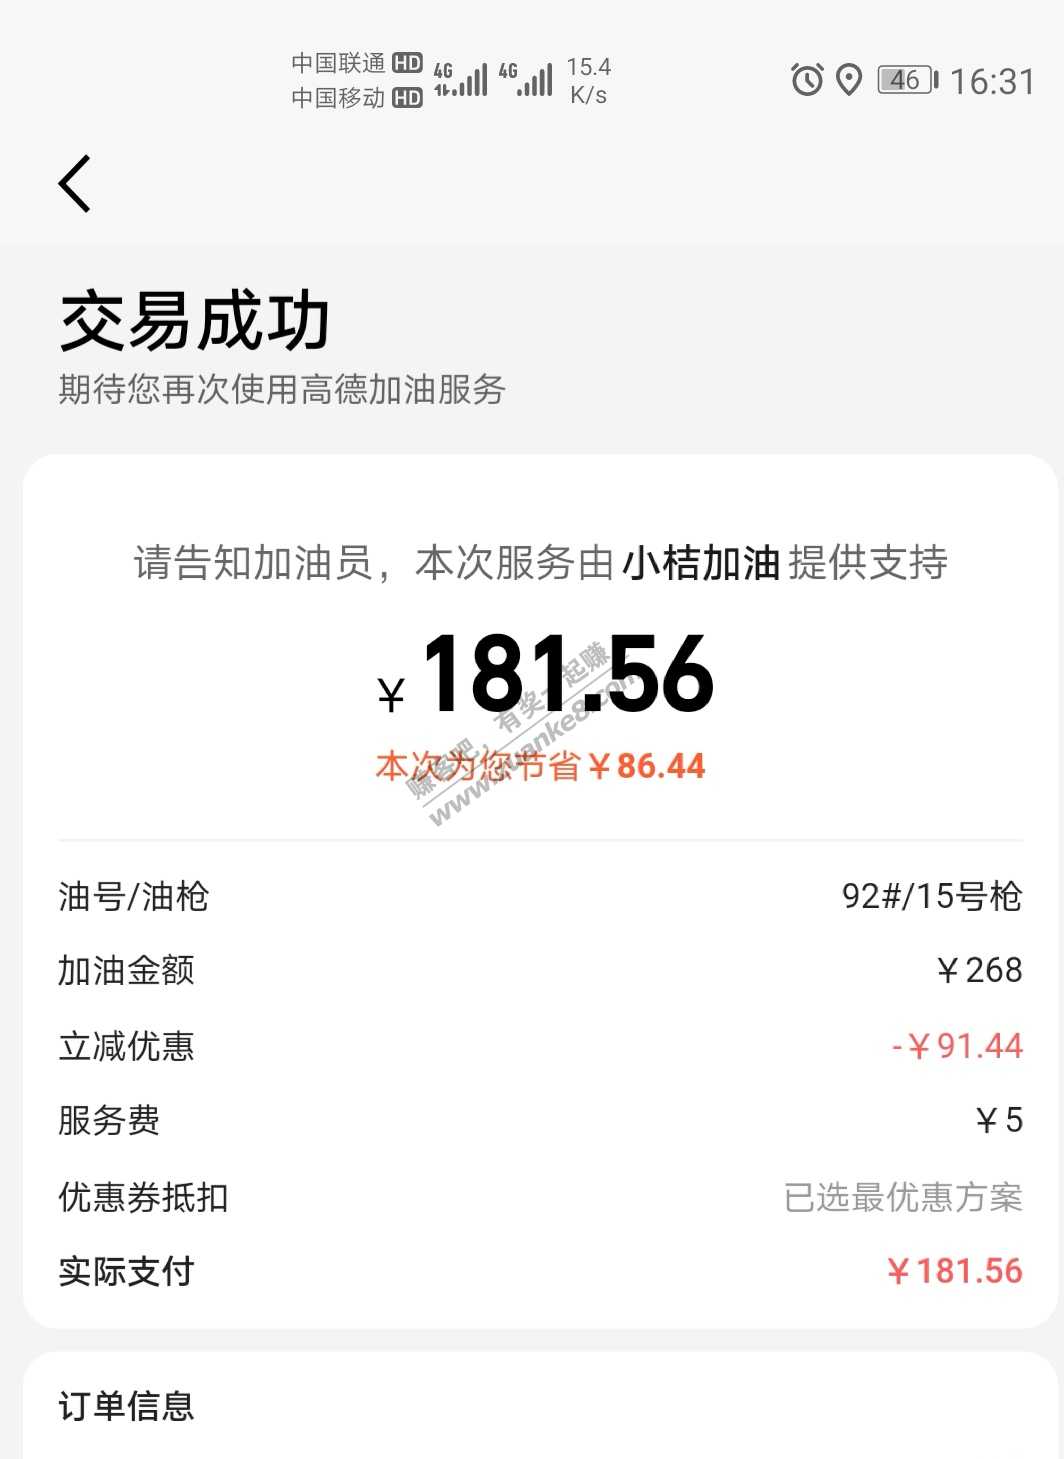 中国联通 HD 4G 4G 15.4
中国移动 HD K/s 46 16:31
交易成功
期待您再次使用高德加油服务
请告知加油员，本次服务由 小桔加油 提供支持
¥ 181.56
本次为您节省¥86.44
赚客吧，有奖一起赚
www.zuanke8.com
油号/油枪 92#/15号枪
加油金额 ¥268
立减优惠 -¥91.44
服务费 ¥5
优惠券抵扣 已选最优惠方案
实际支付 ¥181.56
订单信息